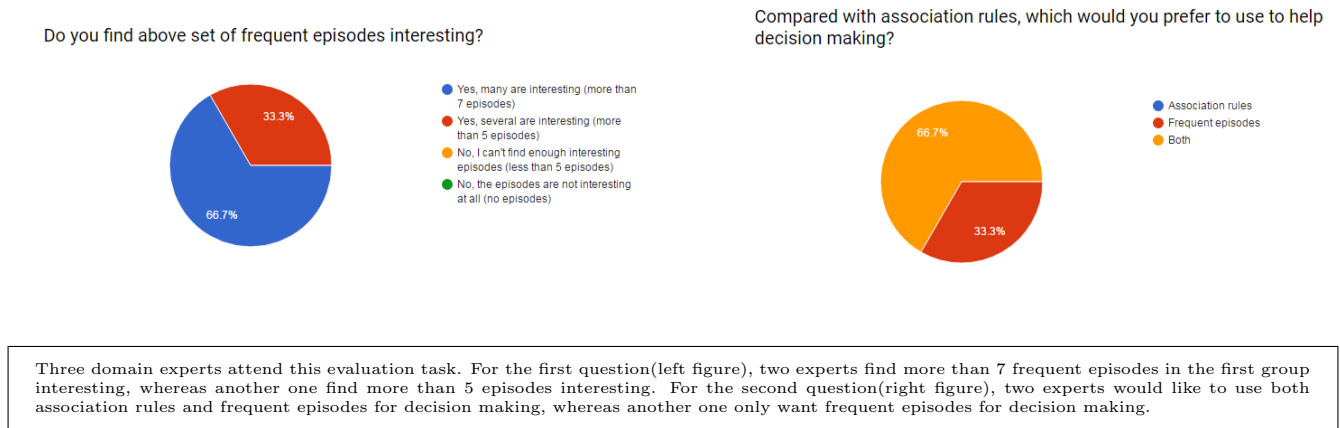 Do you find above set of frequent episodes interesting?
33.3%
66.7%
Yes, many are interesting (more than
7 episodes)
Yes, several are interesting (more
than 5 episodes)
No, I can't find enough interesting
episodes (less than 5 episodes)
No, the episodes are not interesting
at all (no episodes)
Compared with association rules, which would you prefer to use to help
decision making?
66.7%
33.3%
Association rules
Frequent episodes
Both
Three domain experts attend this evaluation task. For the first question(left figure), two experts find more than 7 frequent episodes in the first group
interesting, whereas another one find more than 5 episodes interesting. For the second question(right figure), two experts would like to use both
association rules and frequent episodes for decision making, whereas another one only want frequent episodes for decision making.